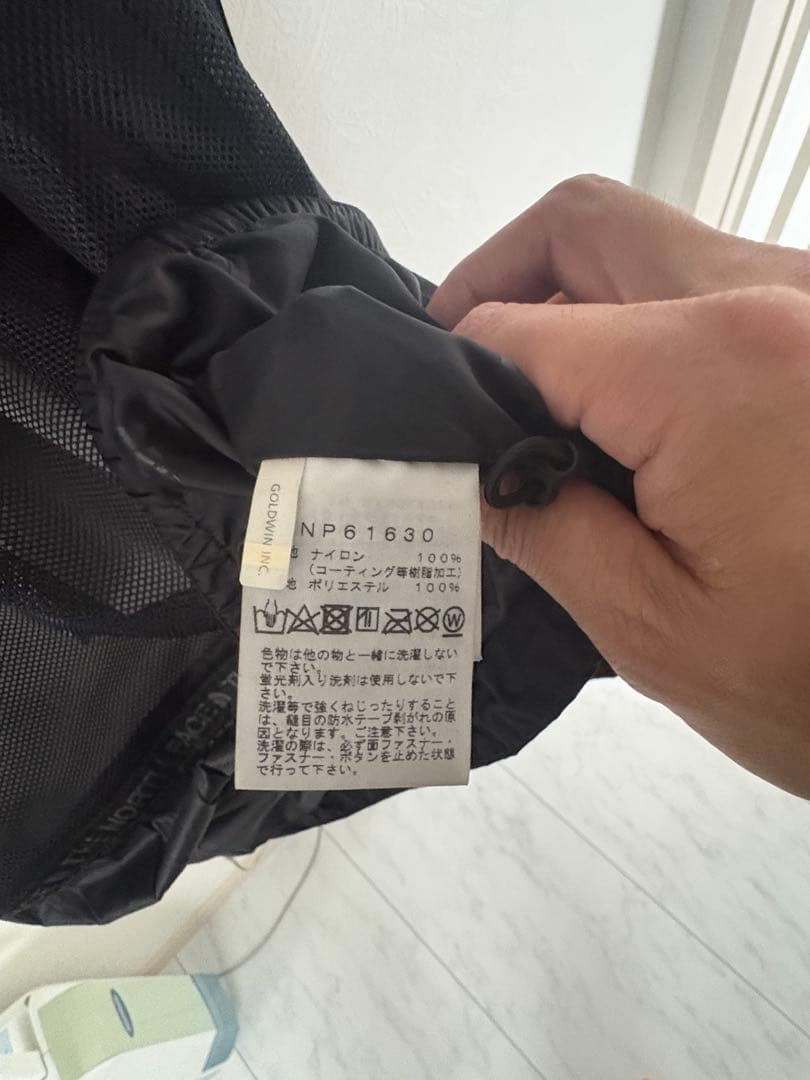 GOLDWIN INC.
NP61630
地 ナイロン 100%
(コーティング等樹脂加工)
地 ポリエステル 100%
W
色物は他の物と一緒に洗濯しない
で下さい。
蛍光剤入り洗剤は使用しないで下
さい。
洗濯等で強くねじったりすること
は、縫目の防水テープ剥がれの原
因となります。ご注意下さい。
洗濯の際は、必ず面ファスナー・
ファスナー・ボタンを止めた状態
で行って下さい。
THE NORTH FACE